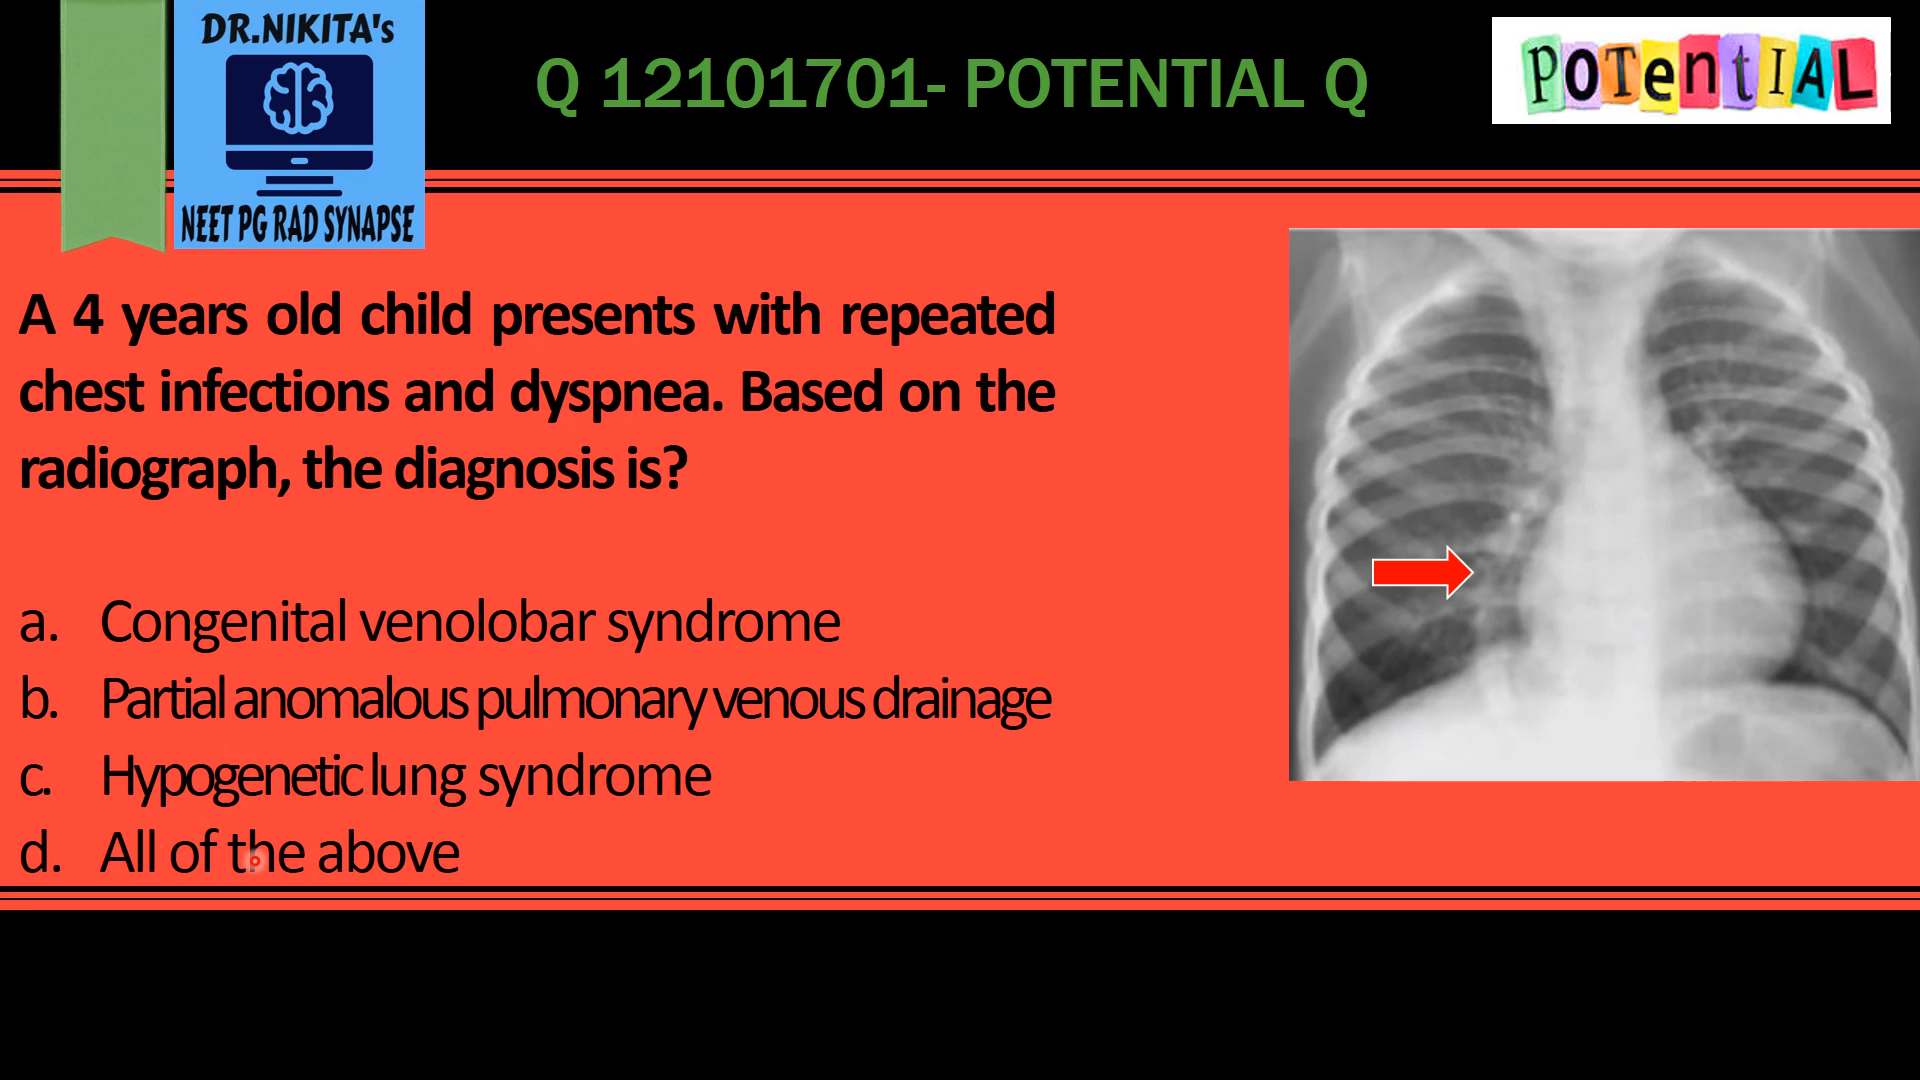 DR.NIKITA's
NEET PG RAD SYNAPSE
Q 12101701- POTENTIAL Q
POTENtIAL
A 4 years old child presents with repeated
chest infections and dyspnea. Based on the
radiograph, the diagnosis is?
a. Congenital venolobar syndrome
b. Partial anomalous pulmonary venous drainage
c. Hypogenetic lung syndrome
d. All of the above